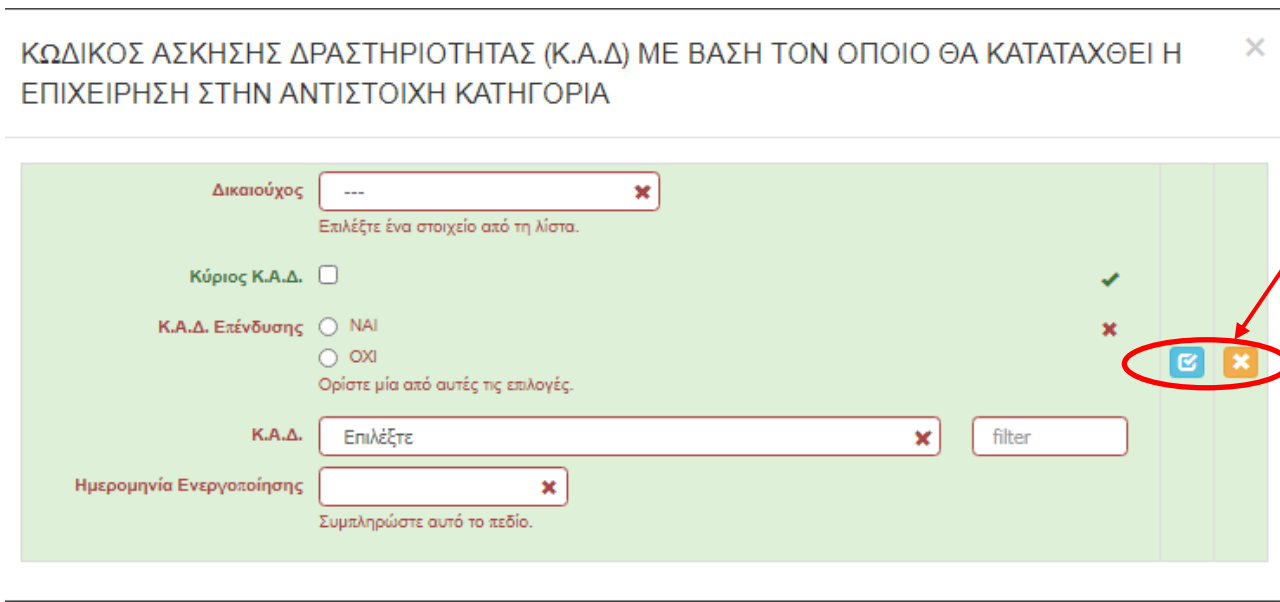 ΚΩΔΙΚΟΣ ΑΣΚΗΣΗΣ ΔΡΑΣΤΗΡΙΟΤΗΤΑΣ (Κ.Α.Δ) ΜΕ ΒΑΣΗ ΤΟΝ ΟΠΟΙΟ ΘΑ ΚΑΤΑΤΑΧΘΕΙ Η
ΕΠΙΧΕΙΡΗΣΗ ΣΤΗΝ ΑΝΤΙΣΤΟΙΧΗ ΚΑΤΗΓΟΡΙΑ
Δικαιούχος ---
Επιλέξτε ένα στοιχείο από τη λίστα.
Κύριος Κ.Α.Δ.
Κ.Α.Δ. Επένδυσης ΝΑΙ
ΟΧΙ
Ορίστε μία από αυτές τις επιλογές.
Κ.Α.Δ. Επιλέξτε filter
Ημερομηνία Ενεργοποίησης
Συμπληρώστε αυτό το πεδίο.